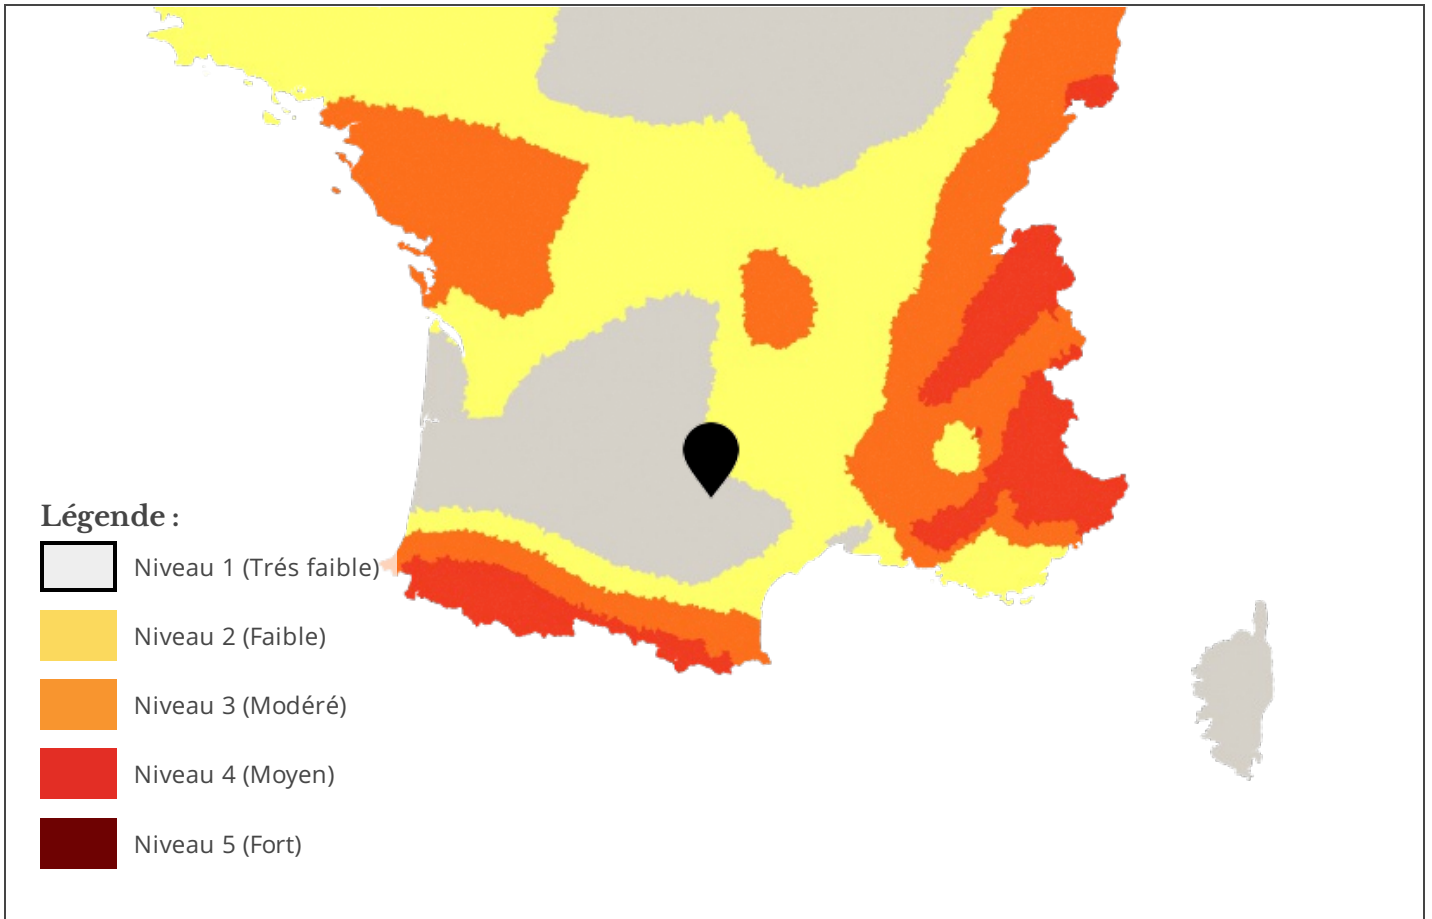 Légende :
Niveau 1 (Trés faible)
Niveau 2 (Faible)
Niveau 3 (Modéré)
Niveau 4 (Moyen)
Niveau 5 (Fort)